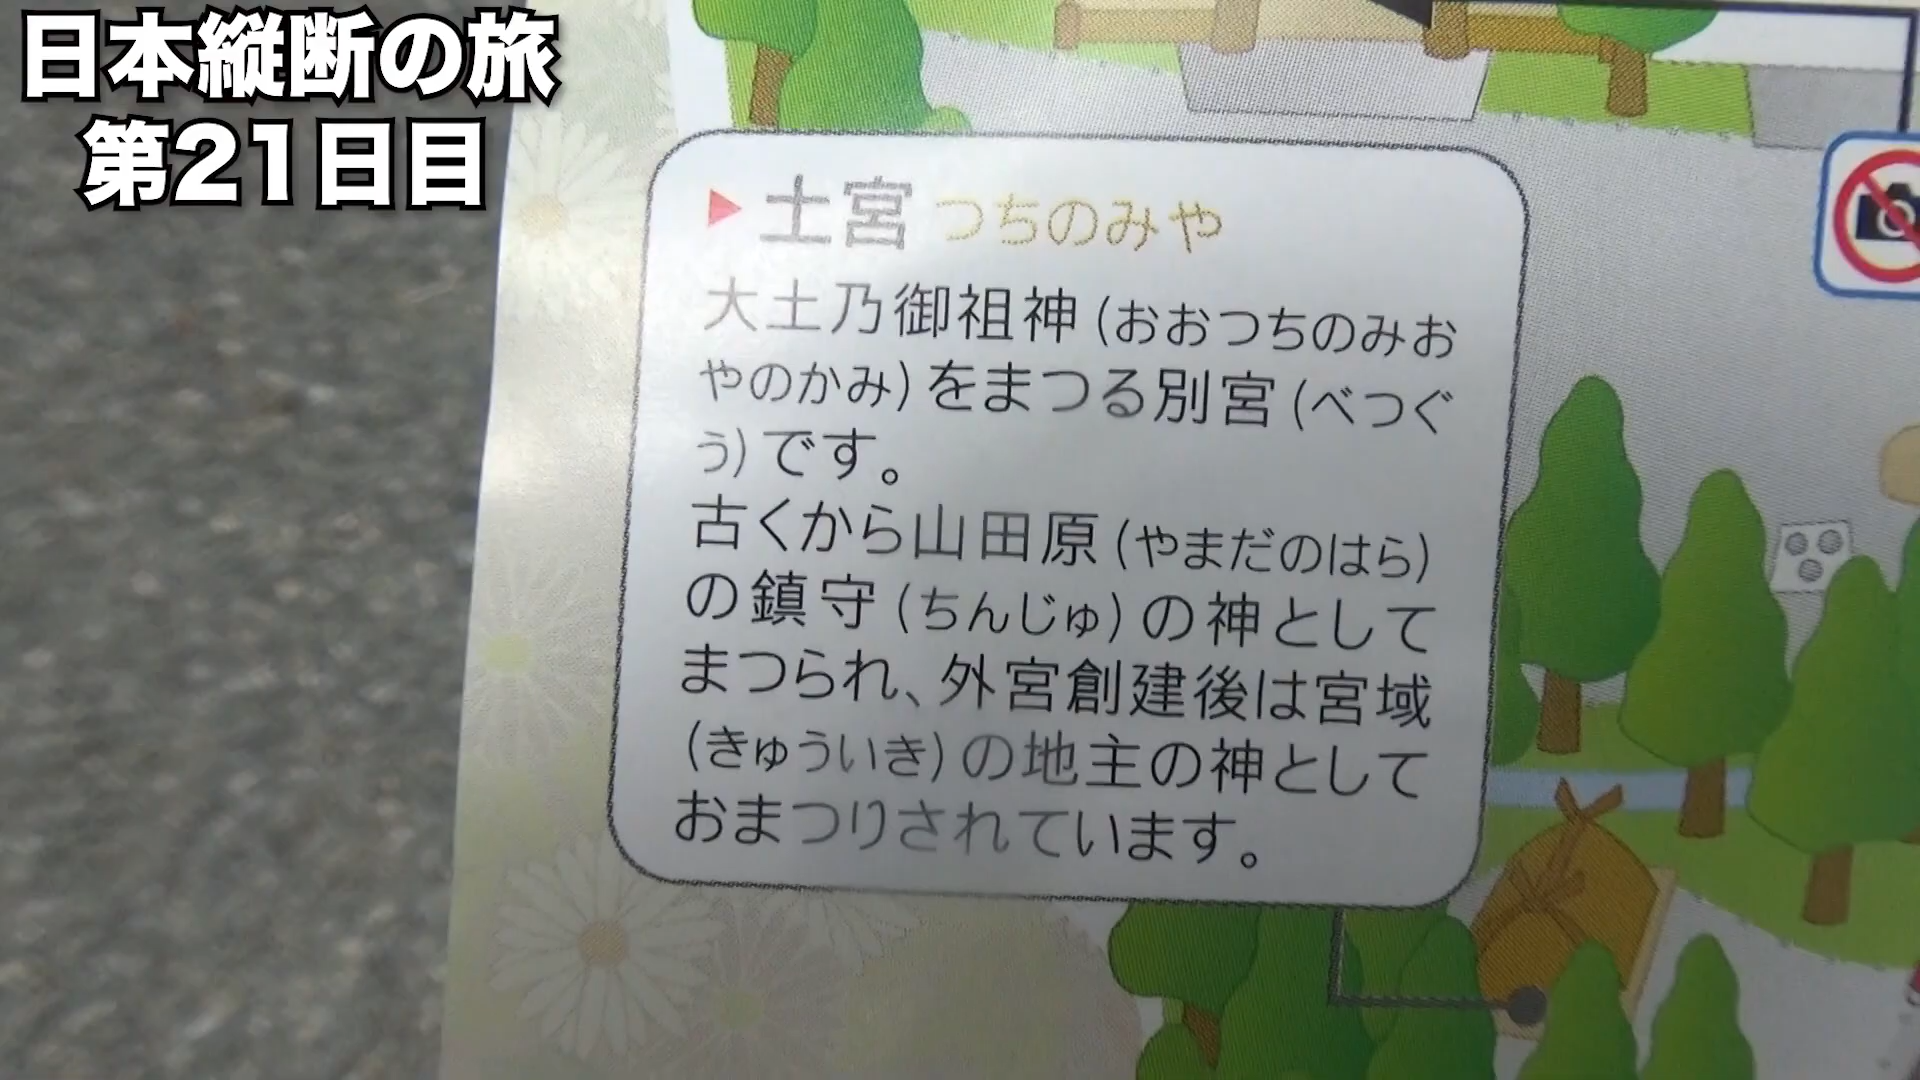 日本縦断の旅
第21日目
土宮 つちのみや
大土乃御祖神(おおつちのみお
やのかみ)をまつる別宮(べつぐ
う)です。
古くから山田原(やまだのはら)
の鎮守(ちんじゅ)の神として
まつられ、外宮創建後は宮域
(きゅういき)の地主の神として
おまつりされています。